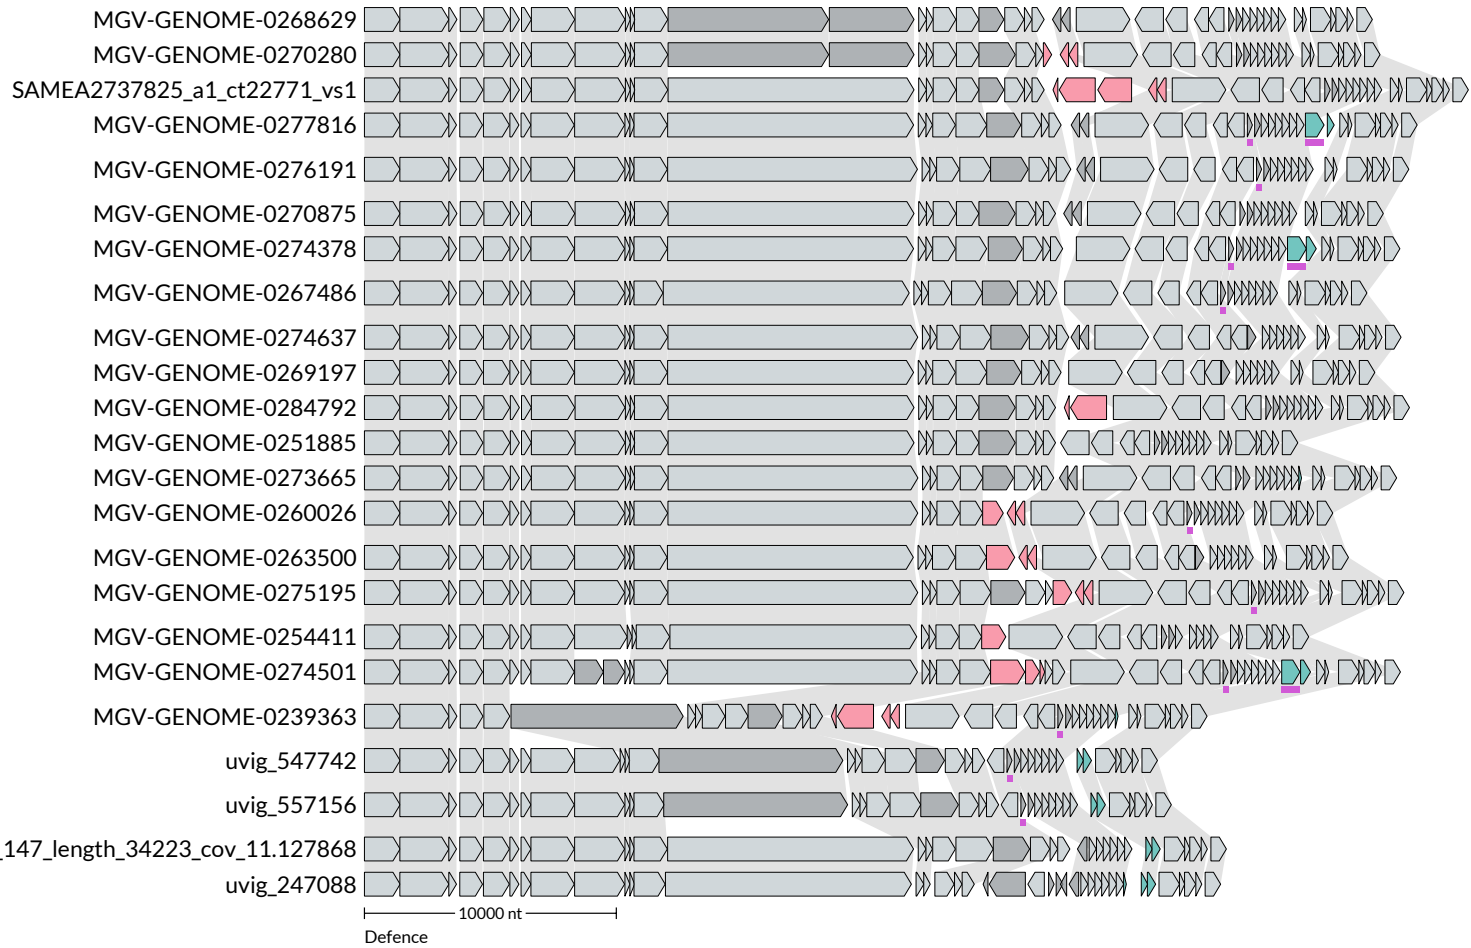 MGV-GENOME-0268629
MGV-GENOME-0270280
SAMEA2737825_a1_ct22771_vs1
MGV-GENOME-0277816
MGV-GENOME-0276191
MGV-GENOME-0270875
MGV-GENOME-0274378
MGV-GENOME-0267486
MGV-GENOME-0274637
MGV-GENOME-0269197
MGV-GENOME-0284792
MGV-GENOME-0251885
MGV-GENOME-0273665
MGV-GENOME-0260026
MGV-GENOME-0263500
MGV-GENOME-0275195
MGV-GENOME-0254411
MGV-GENOME-0274501
MGV-GENOME-0239363
uvig_547742
uvig_557156
_147_length_34223_cov_11.127868
uvig_247088
10000 nt
Defence